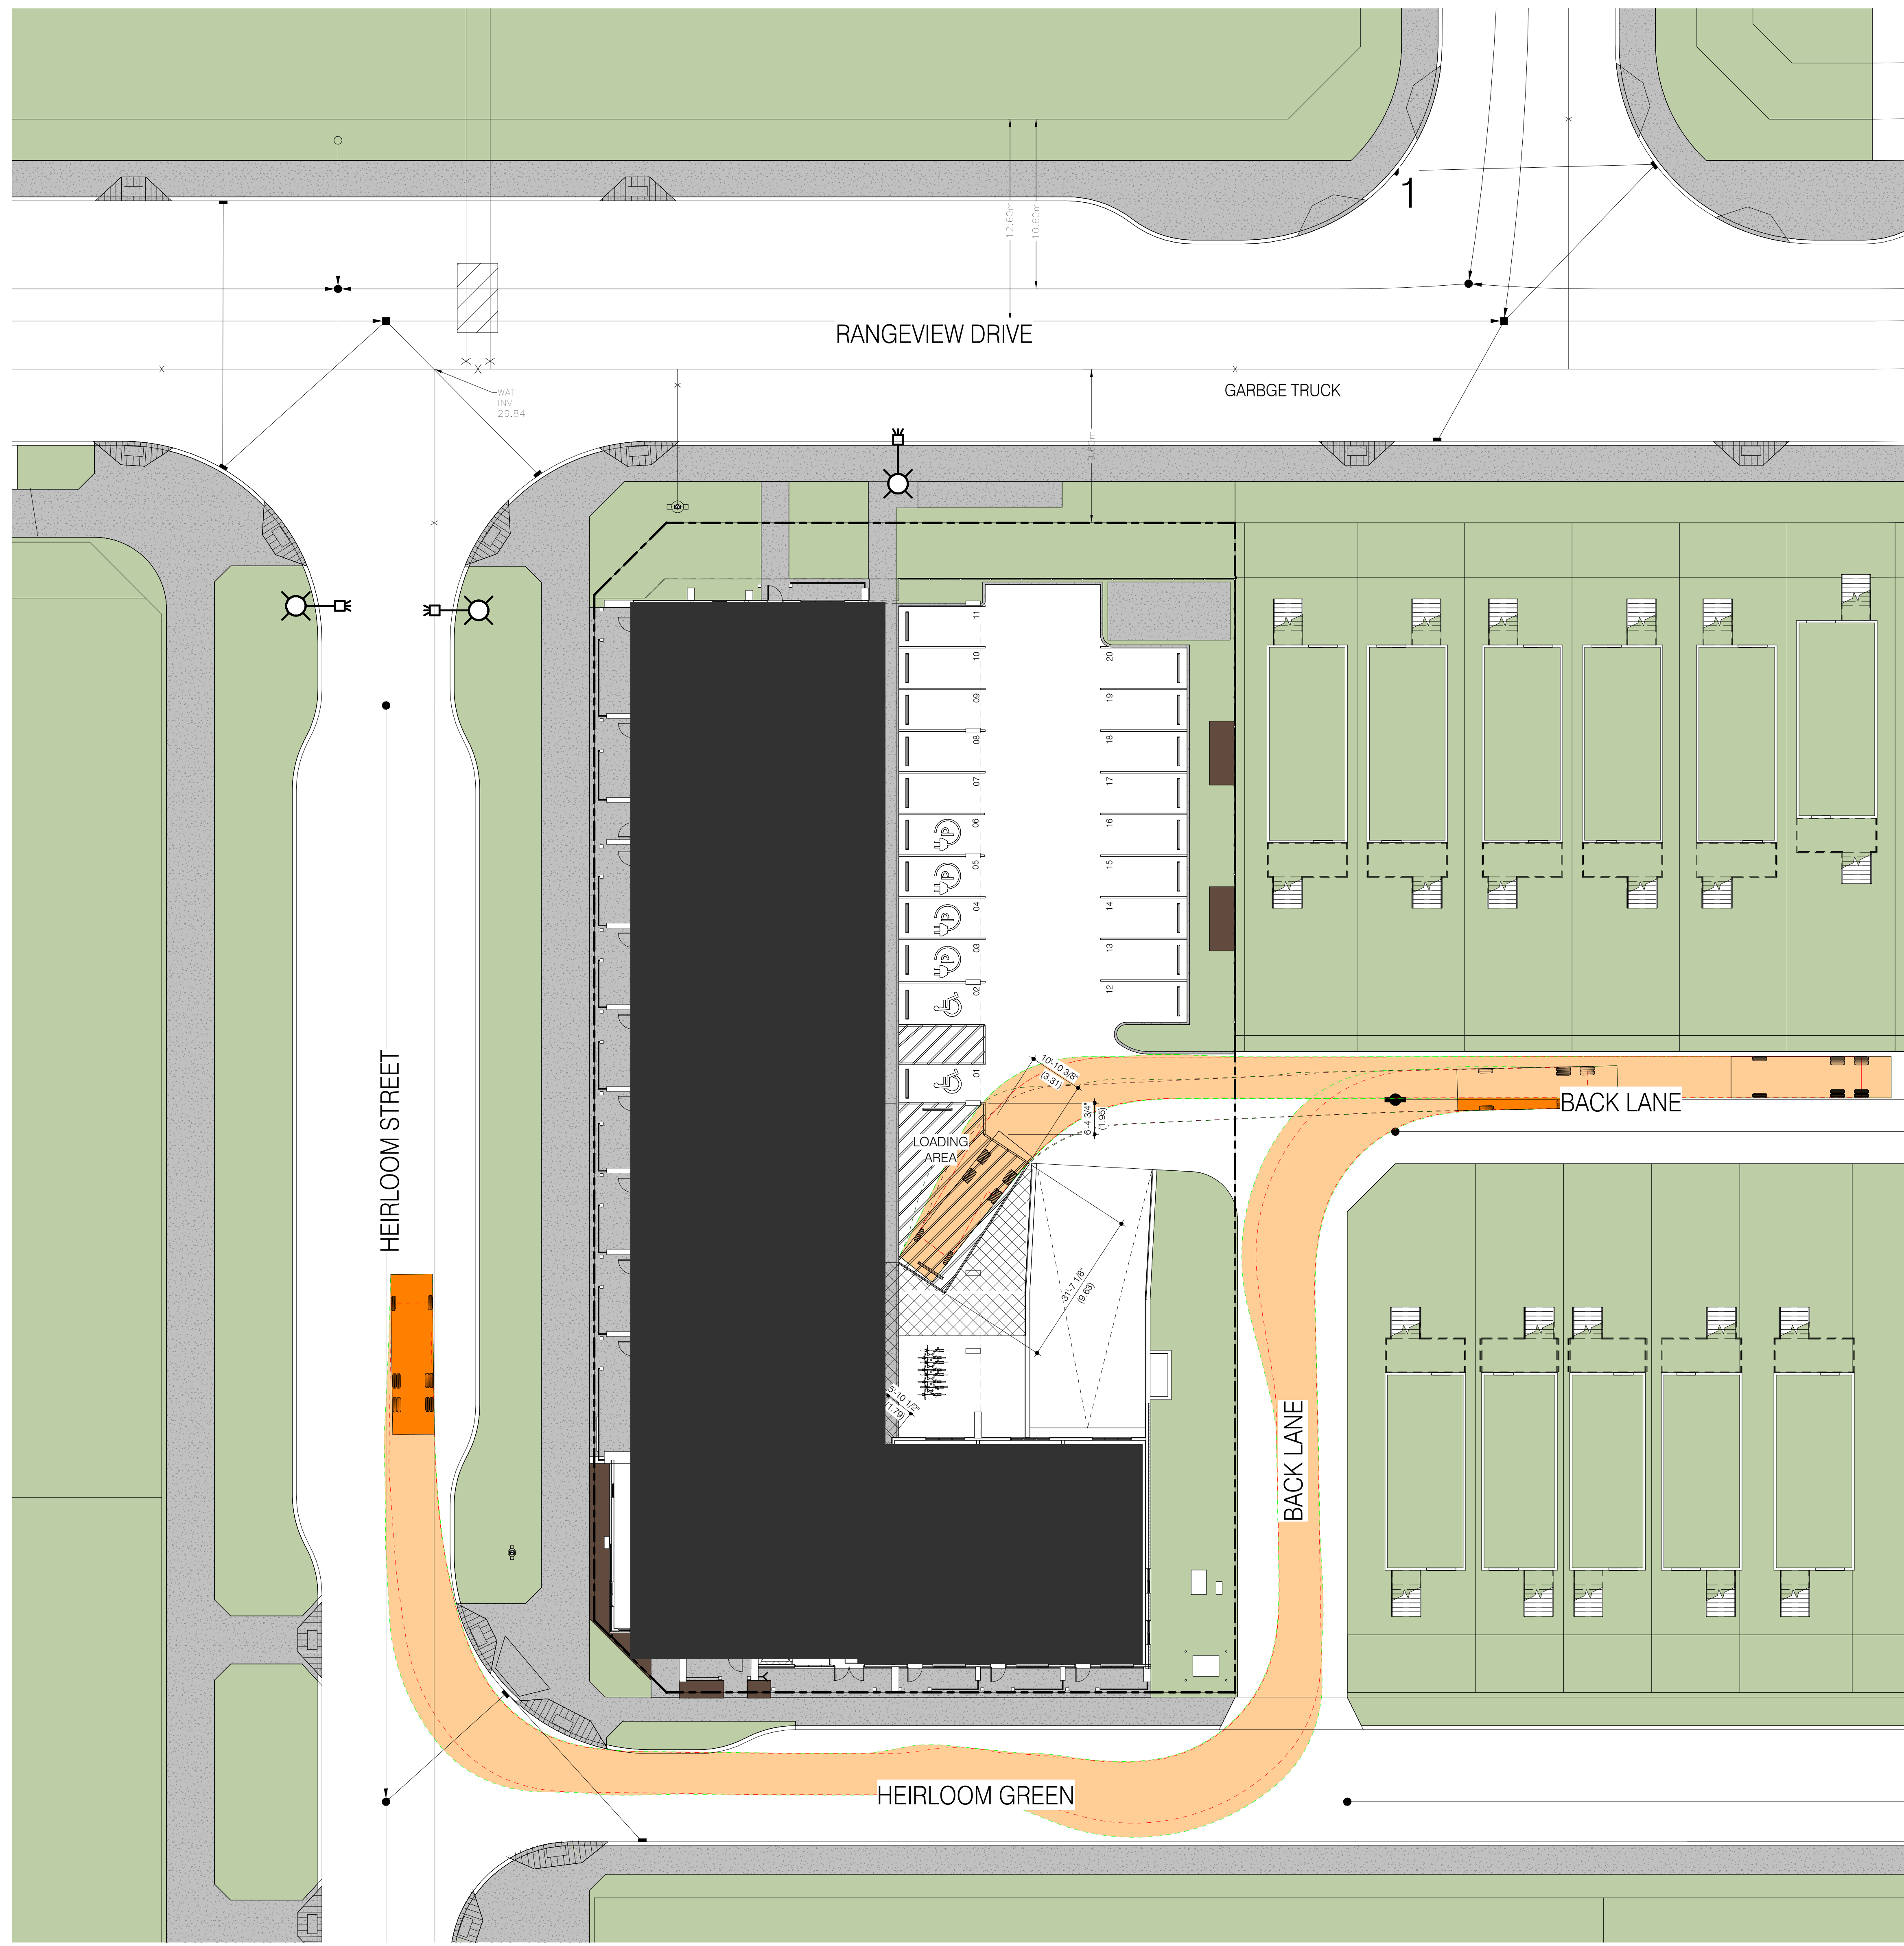 1
12.60m
10.60m
RANGEVIEW DRIVE
GARBGE TRUCK
WAT
INV
29.84
9.60m
11
10
09
08
07
06
05
04
03
02
01
20
19
18
17
16
15
14
13
12
P
P
P
P
10'-10 3/8"
(3.31)
6'-4 3/4"
(1.95)
LOADING
AREA
BACK LANE
HEIRLOOM STREET
31'-7 1/8"
(9.63)
5'-10 1/2"
(1.79)
BACK LANE
HEIRLOOM GREEN